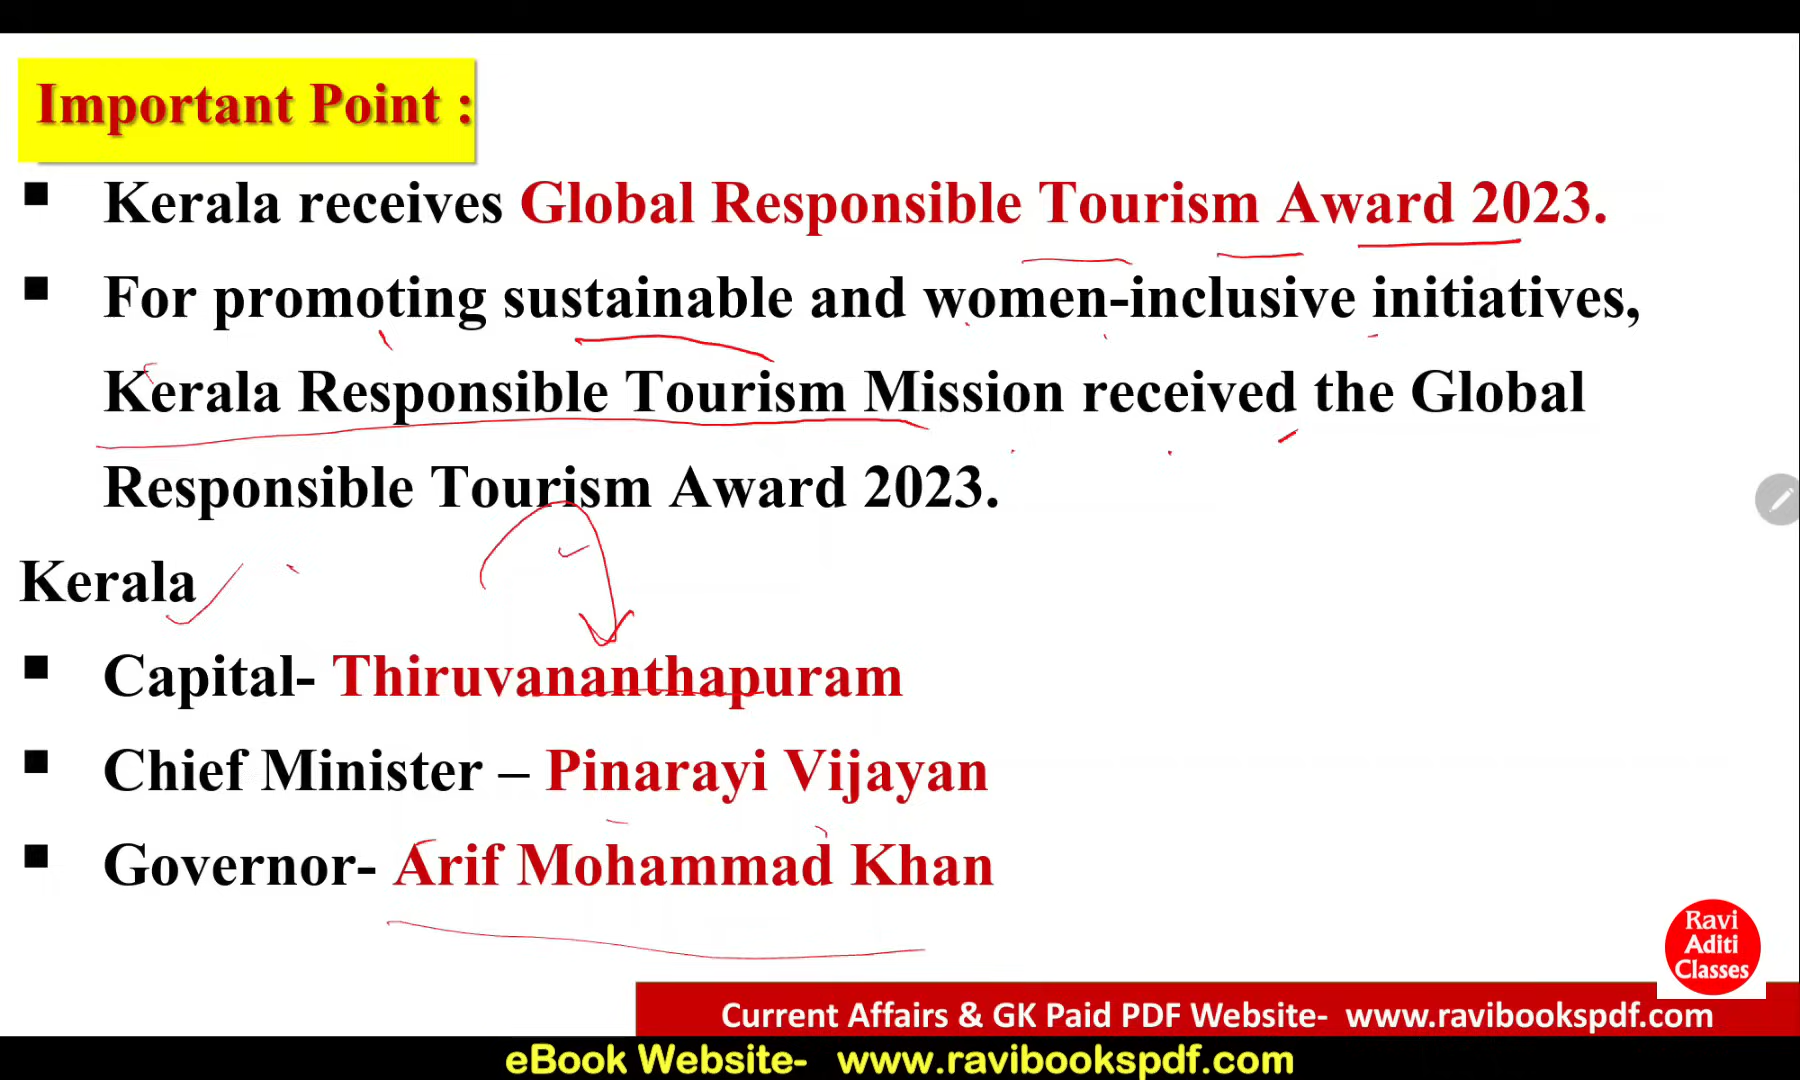 Important Point :
▪ Kerala receives Global Responsible Tourism Award 2023.
▪ For promoting sustainable and women-inclusive initiatives,
Kerala Responsible Tourism Mission received the Global
Responsible Tourism Award 2023.
Kerala
▪ Capital- Thiruvananthapuram
▪ Chief Minister – Pinarayi Vijayan
▪ Governor- Arif Mohammad Khan
Ravi
Aditi
Classes
Current Affairs & GK Paid PDF Website- www.ravibookspdf.com
eBook Website- www.ravibookspdf.com